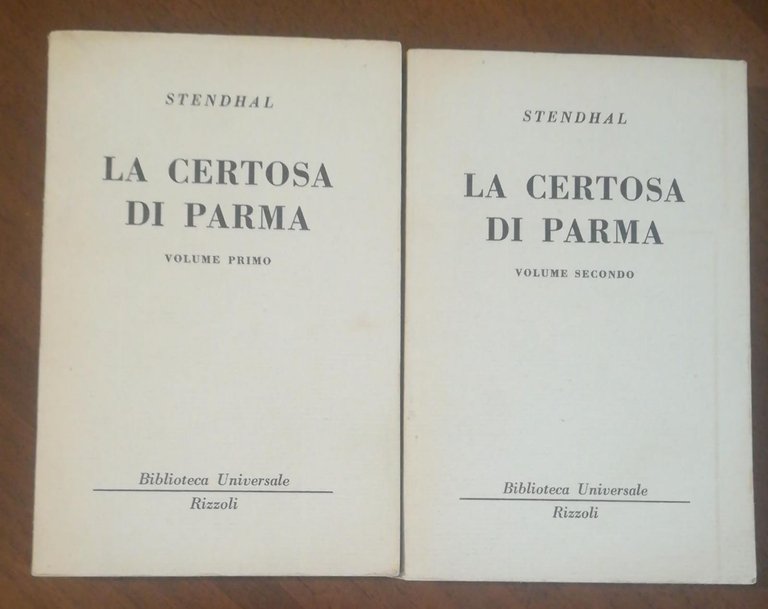 STENDHAL
LA CERTOSA
DI PARMA
VOLUME PRIMO
Biblioteca Universale
Rizzoli
STENDHAL
LA CERTOSA
DI PARMA
VOLUME SECONDO
Biblioteca Universale
Rizzoli